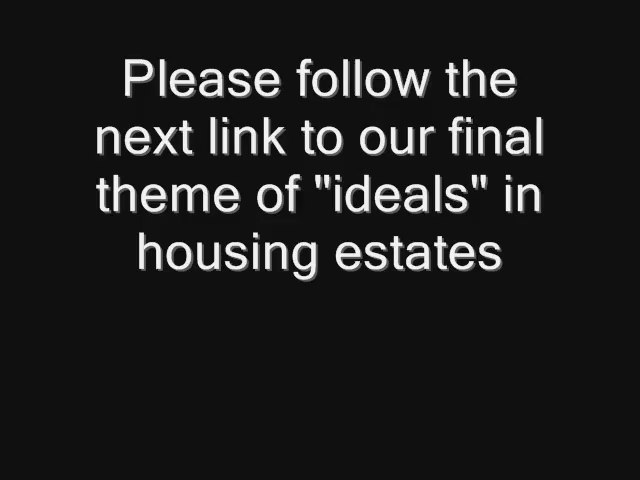 Please follow the
next link to our final
theme of "ideals" in
housing estates